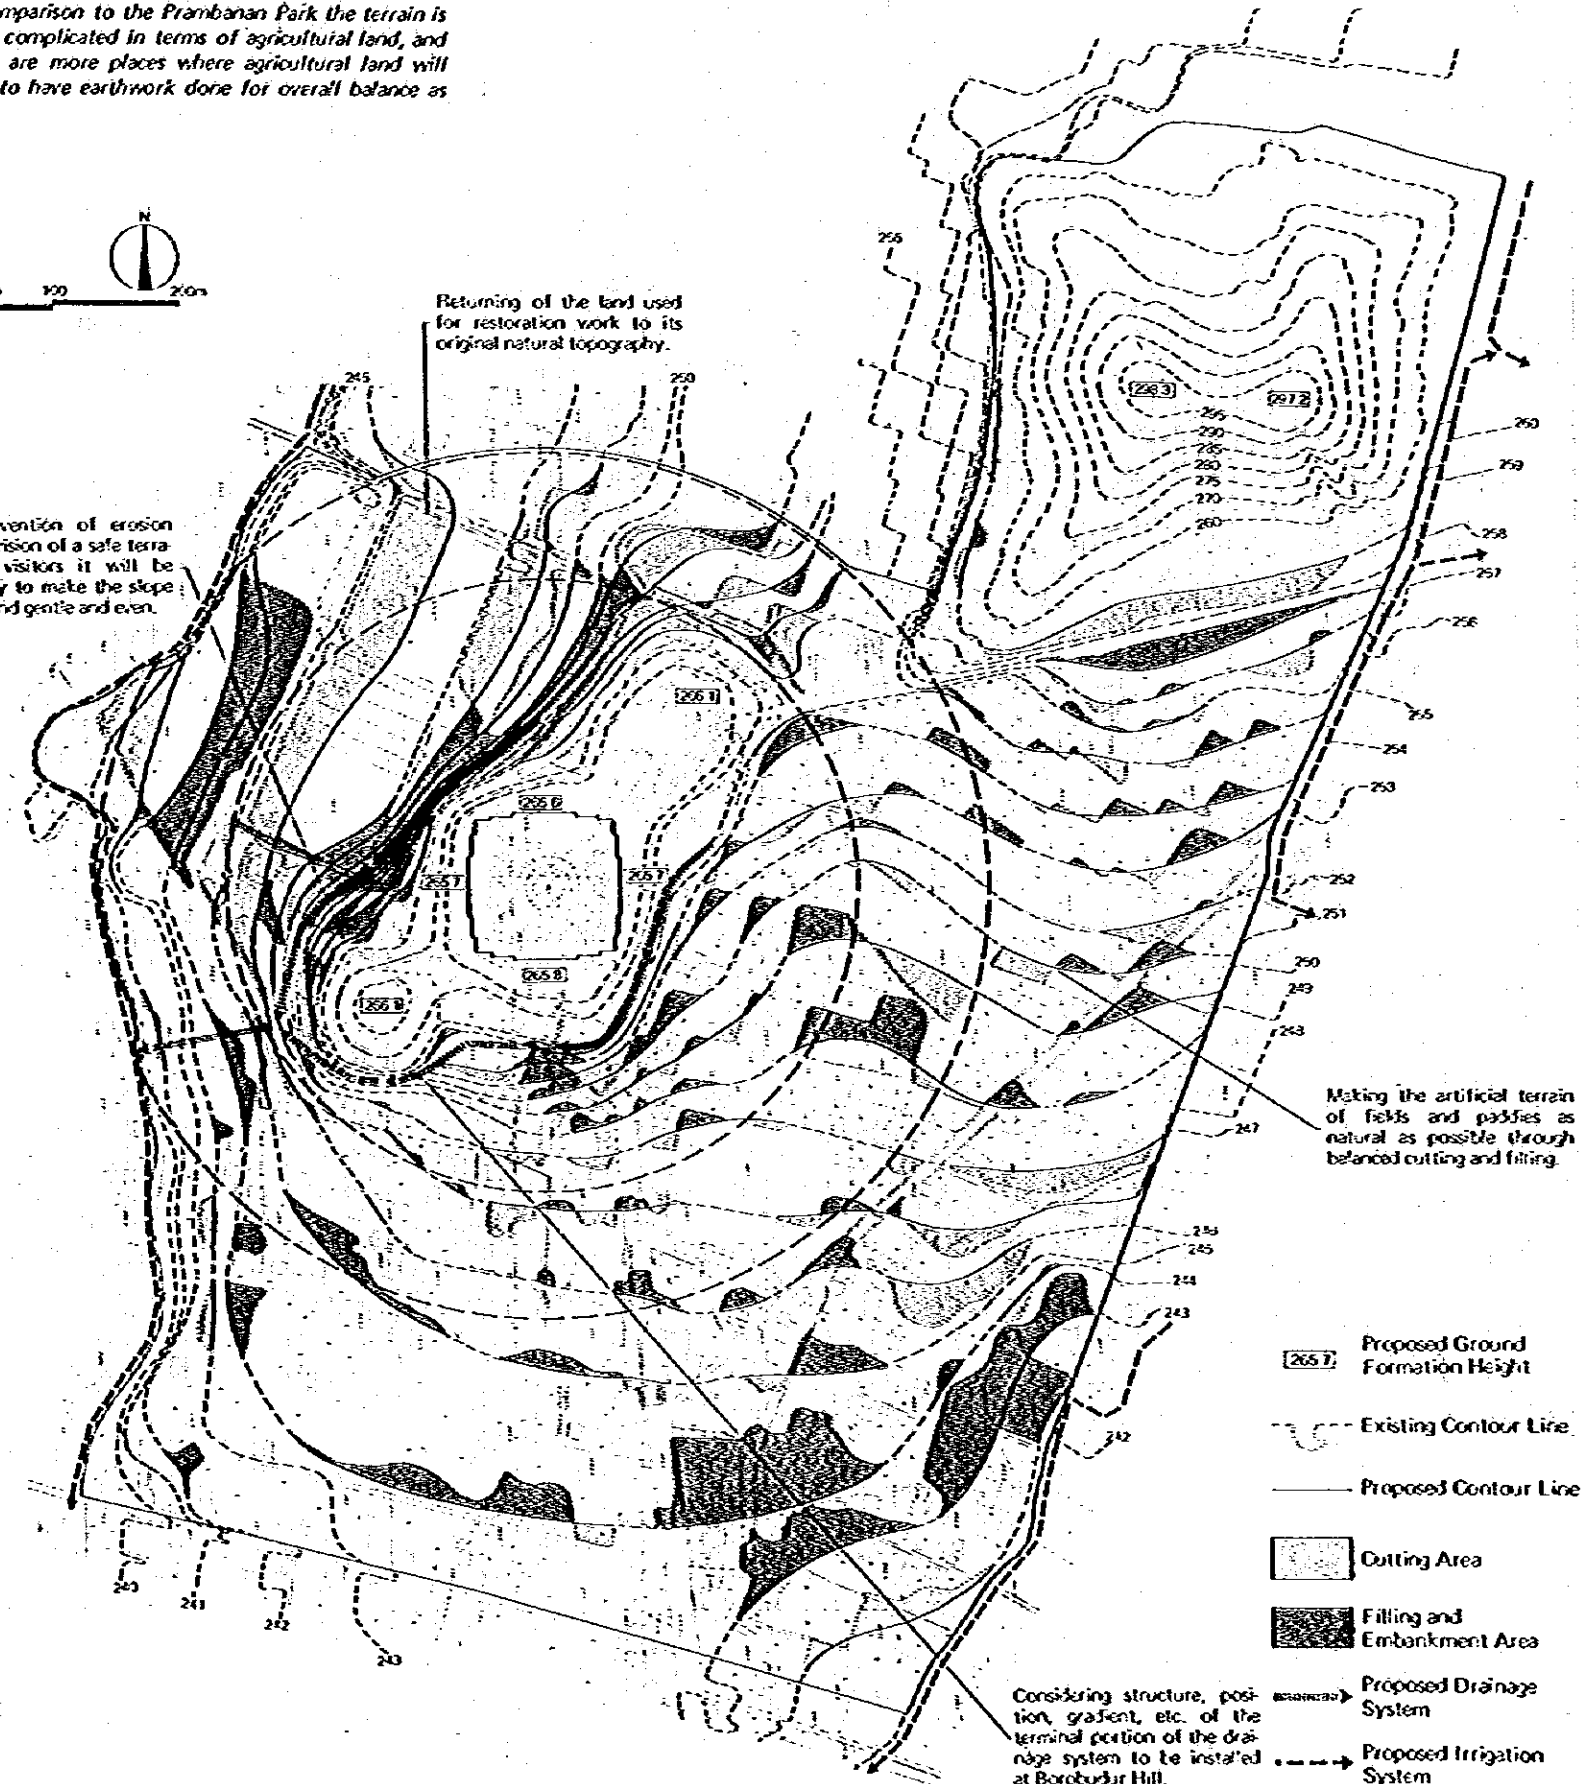 mparison to the Prambanan Park the terrain is
complicated in terms of agricultural land, and
are more places where agricultural land will
to have earthwork done for overall balance as
N
100
200m
Returning of the land used
for restoration work to its
original natural topography.
245
250
255
vention of erosion
vision of a safe terra-
visitors it will be
y to make the slope
nd gentle and even.
298.3
297.2
295
290
285
280
275
270
260
260
259
258
257
256
255
254
253
252
251
250
249
248
247
246
245
244
243
242
265.7
265.8
Making the artificial terrain
of fields and paddies as
natural as possible through
balanced cutting and filling.
265.7
Proposed Ground
Formation Height
Existing Contour Line
Proposed Contour Line
Cutting Area
Filling and
Embankment Area
Proposed Drainage
System
Proposed Irrigation
System
241
242
243
Considering structure, posi-
tion, gradient, etc. of the
terminal portion of the drai-
nage system to be installed
at Borobudur Hill.